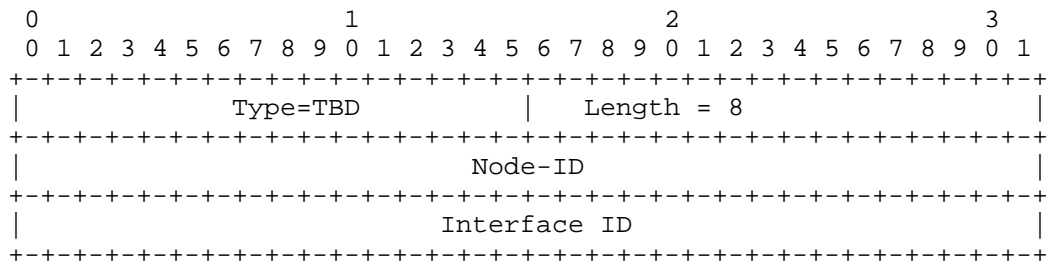 0                   1                   2                   3
 0 1 2 3 4 5 6 7 8 9 0 1 2 3 4 5 6 7 8 9 0 1 2 3 4 5 6 7 8 9 0 1
+-+-+-+-+-+-+-+-+-+-+-+-+-+-+-+-+-+-+-+-+-+-+-+-+-+-+-+-+-+-+-+-+
|             Type=TBD          |   Length = 8                  |
+-+-+-+-+-+-+-+-+-+-+-+-+-+-+-+-+-+-+-+-+-+-+-+-+-+-+-+-+-+-+-+-+
|                            Node-ID                            |
+-+-+-+-+-+-+-+-+-+-+-+-+-+-+-+-+-+-+-+-+-+-+-+-+-+-+-+-+-+-+-+-+
|                          Interface ID                         |
+-+-+-+-+-+-+-+-+-+-+-+-+-+-+-+-+-+-+-+-+-+-+-+-+-+-+-+-+-+-+-+-+